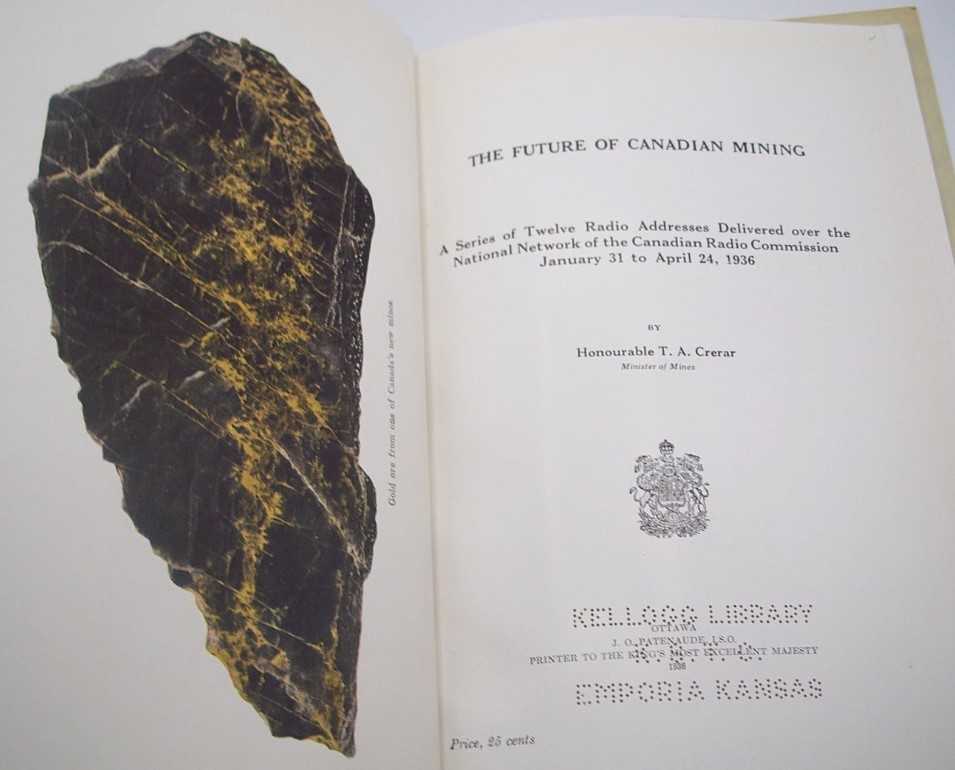 Gold ore from one of Canada's new mines
THE FUTURE OF CANADIAN MINING
A Series of Twelve Radio Addresses Delivered over the
National Network of the Canadian Radio Commission
January 31 to April 24, 1936
BY
Honourable T. A. Crerar
Minister of Mines
KELLOGG LIBRARY
OTTAWA
J. O. PATENAUDE, I.S.O.
PRINTER TO THE KING'S MOST EXCELLENT MAJESTY
1936
EMPORIA KANSAS
Price, 25 cents